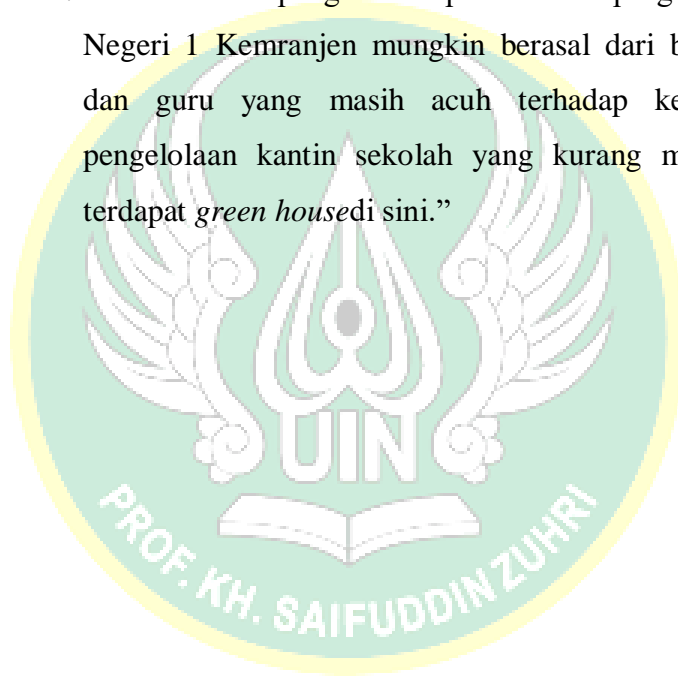 Negeri 1 Kemranjen mungkin berasal dari
dan guru yang masih acuh terhadap
pengelolaan kantin sekolah yang kurang
terdapat green housedi sini.”
UIN
PROF. KH. SAIFUDDIN ZUHRI